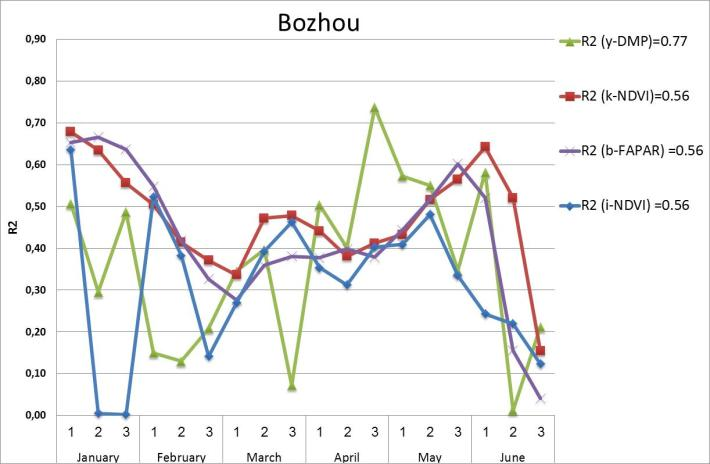 Bozhou
0,90
0,80
0,70
0,60
0,50
0,40
0,30
0,20
0,10
0,00
R2
1 2 3 1 2 3 1 2 3 1 2 3 1 2 3 1 2 3
January February March April May June
R2 (y-DMP)=0.77
R2 (k-NDVI)=0.56
R2 (b-FAPAR) =0.56
R2 (i-NDVI) =0.56